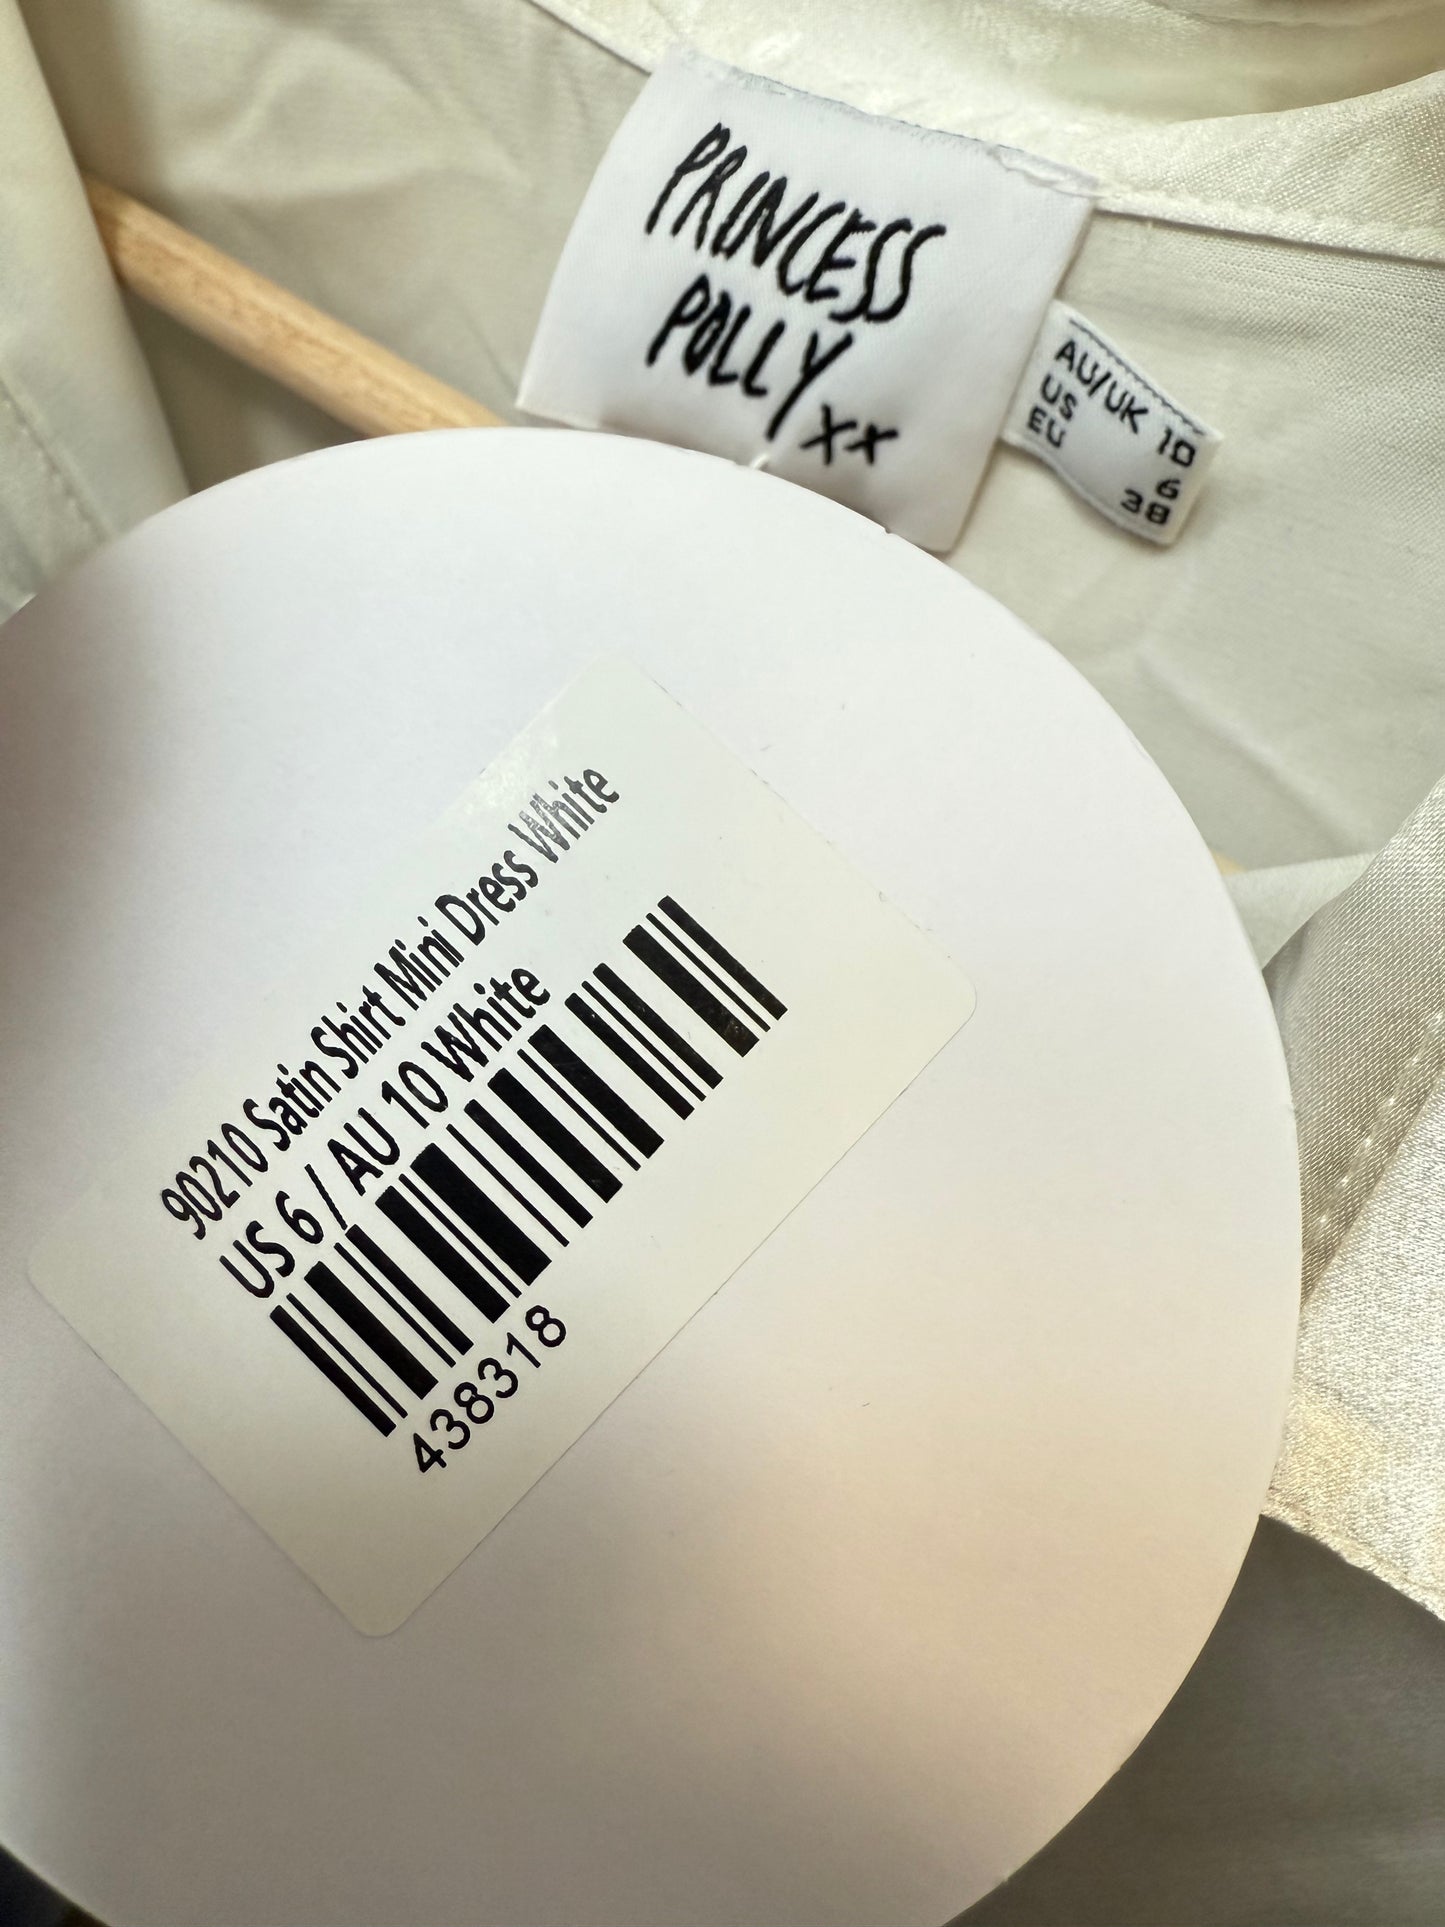 PRINCESS
POLLY xx
AU/UK 10
US 6
EU 38
90210 Satin Shirt Mini Dress White
US 6 / AU 10 White
438318